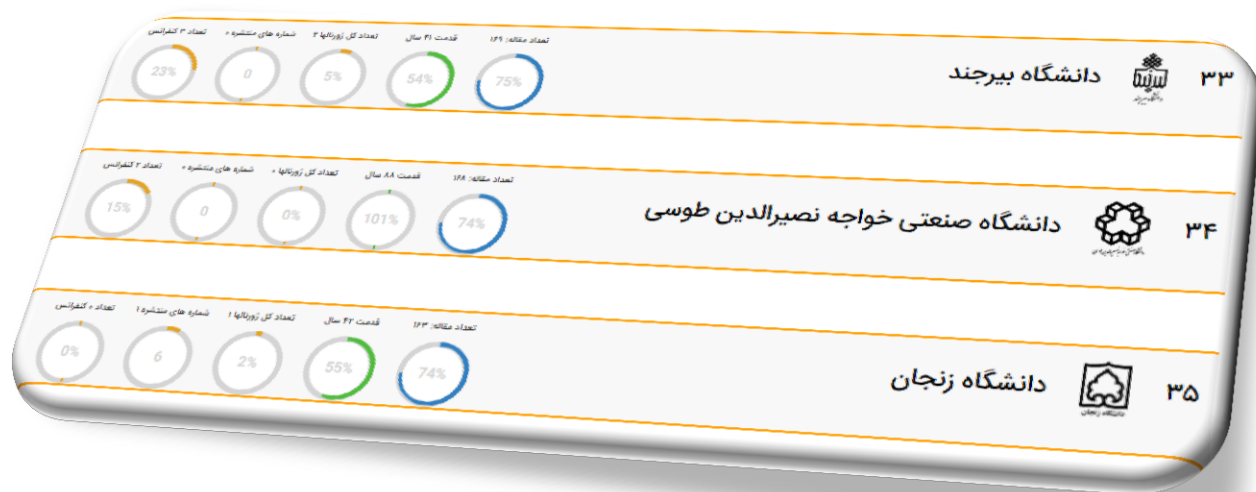 ۳۳
دانشگاه بیرجند
تعداد مقاله: ۱۶۹
75%
قدمت ۴۱ سال
54%
تعداد کل ژورنالها ۲
5%
شماره های منتشره ۰
0
تعداد ۳ کنفرانس
23%
۳۴
دانشگاه صنعتی خواجه نصیرالدین طوسی
تعداد مقاله: ۱۶۸
74%
قدمت ۸۸ سال
101%
تعداد کل ژورنالها ۰
0%
شماره های منتشره ۰
0
تعداد ۲ کنفرانس
15%
۳۵
دانشگاه زنجان
دانشگاه زنجان
تعداد مقاله: ۱۶۳
74%
قدمت ۴۲ سال
55%
تعداد کل ژورنالها ۱
2%
شماره های منتشره ۱
6
تعداد ۰ کنفرانس
0%